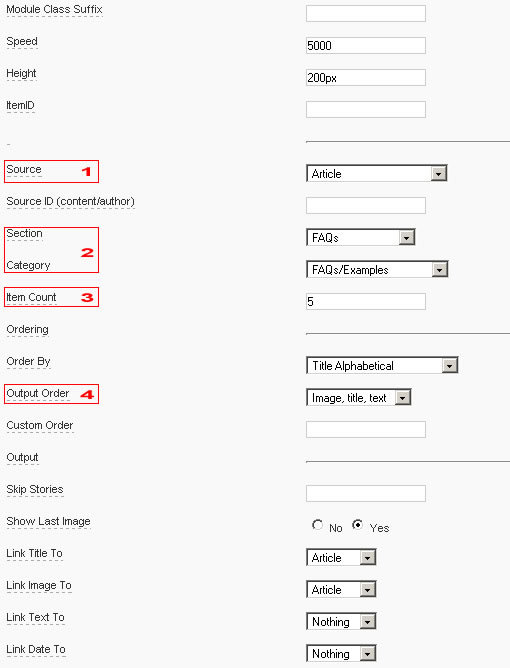 Module Class Suffix
Speed 5000
Height 200px
ItemID
-
Source 1 Article
Source ID (content/author)
Section FAQs
2
Category FAQs/Examples
Item Count 3 5
Ordering
Order By Title Alphabetical
Output Order 4 Image, title, text
Custom Order
Output
Skip Stories
Show Last Image No Yes
Link Title To Article
Link Image To Article
Link Text To Nothing
Link Date To Nothing